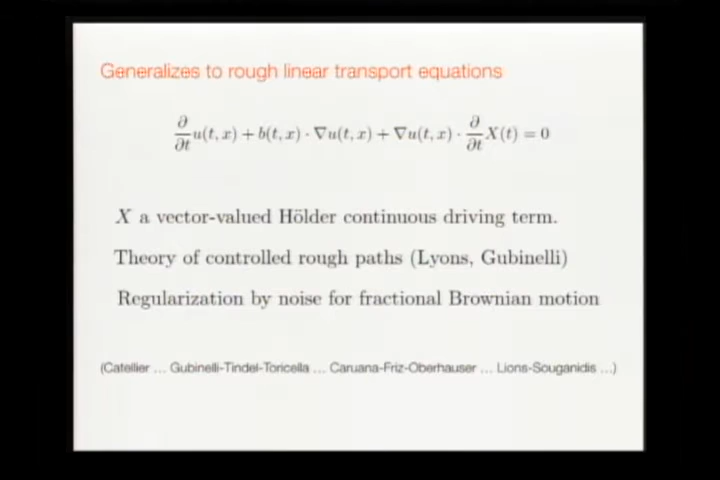 Generalizes to rough linear transport equations
∂/∂t u(t, x) + b(t, x) · ∇u(t, x) + ∇u(t, x) · ∂/∂t X(t) = 0
X a vector-valued Hölder continuous driving term.
Theory of controlled rough paths (Lyons, Gubinelli)
Regularization by noise for fractional Brownian motion
(Catellier ... Gubinelli-Tindel-Toricella ... Caruana-Friz-Oberhauser ... Lions-Souganidis ...)